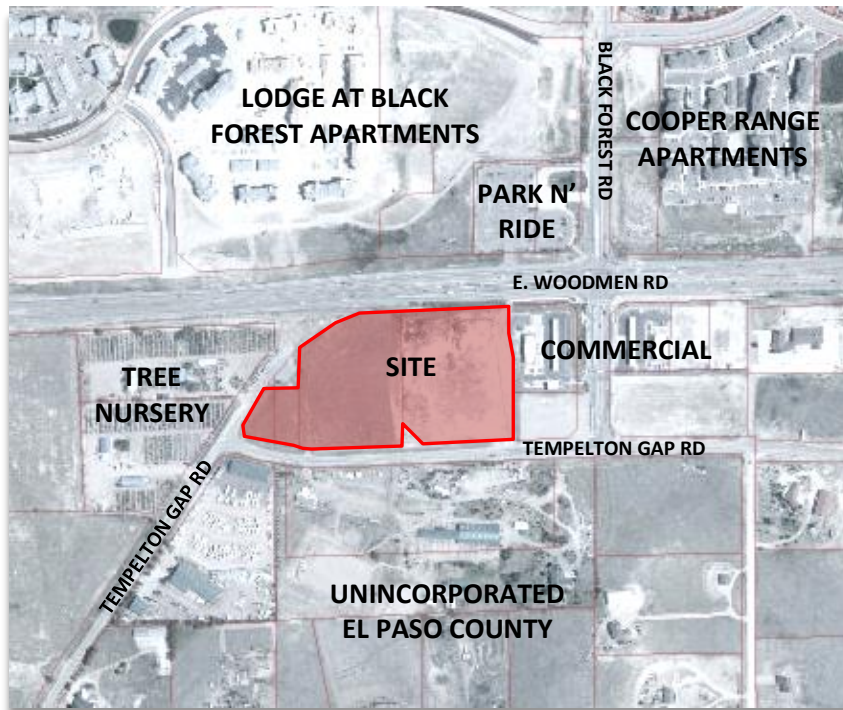 LODGE AT BLACK
FOREST APARTMENTS
BLACK FOREST RD
COOPER RANGE
APARTMENTS
PARK N’
RIDE
E. WOODMEN RD
SITE
COMMERCIAL
TREE
NURSERY
TEMPELTON GAP RD
TEMPELTON GAP RD
UNINCORPORATED
EL PASO COUNTY